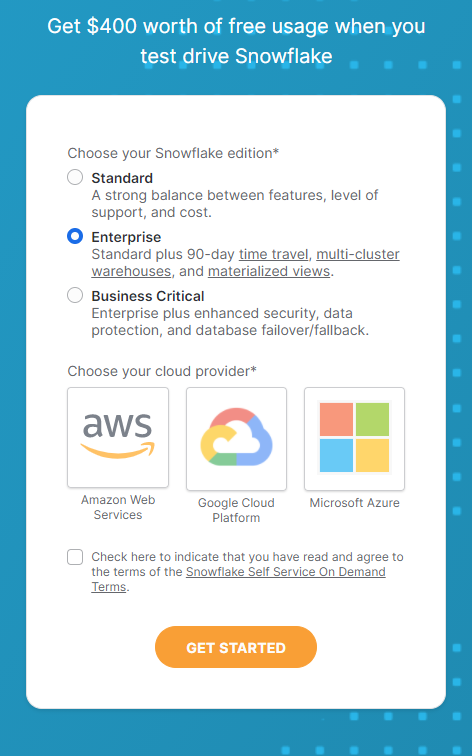 Get $400 worth of free usage when you
test drive Snowflake
Choose your Snowflake edition*
Standard
A strong balance between features, level of
support, and cost.
Enterprise
Standard plus 90-day time travel, multi-cluster
warehouses, and materialized views.
Business Critical
Enterprise plus enhanced security, data
protection, and database failover/fallback.
Choose your cloud provider*
aws
Amazon Web
Services
Google Cloud
Platform
Microsoft Azure
Check here to indicate that you have read and agree to
the terms of the Snowflake Self Service On Demand
Terms.
GET STARTED